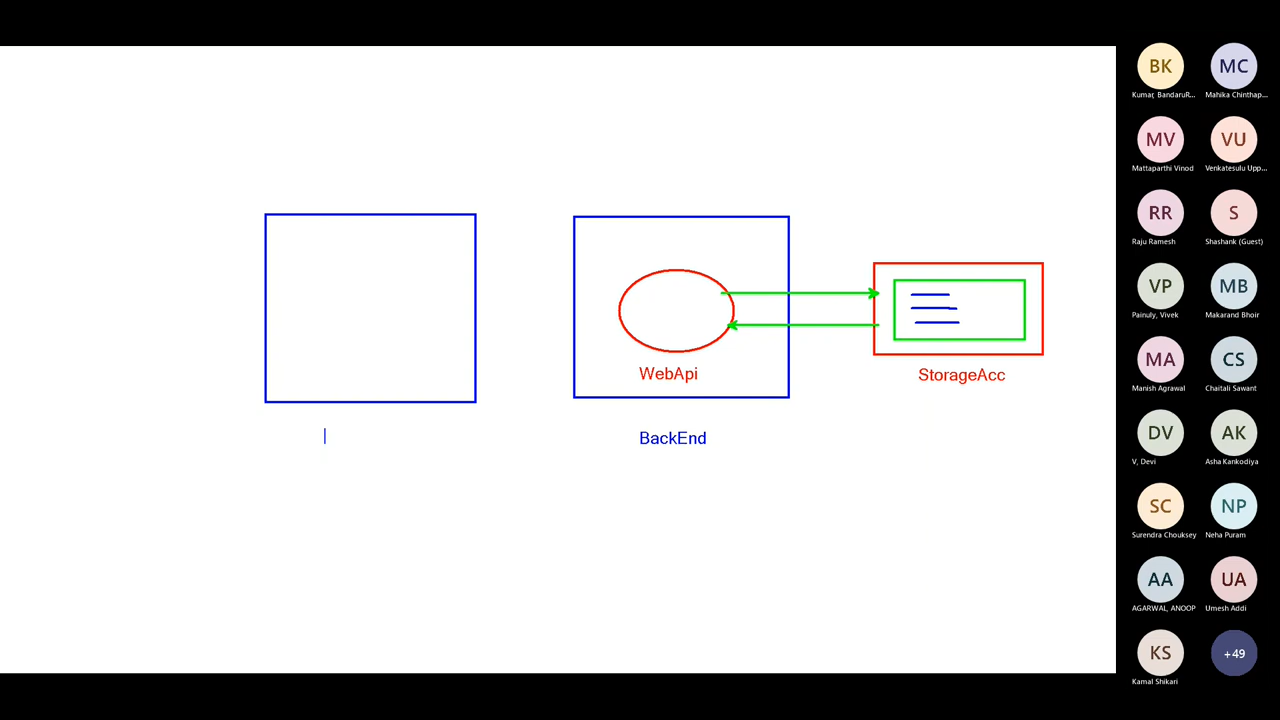 WebApi
StorageAcc
BackEnd
BK
Kumar, BandaruR...
MC
Mahika Chinthap...
MV
Mattaparthi Vinod
VU
Venkatesulu Upp...
RR
Raju Ramesh
S
Shashank (Guest)
VP
Painuly, Vivek
MB
Makarand Bhoir
MA
Manish Agrawal
CS
Chaitali Sawant
DV
V, Devi
AK
Asha Kankodiya
SC
Surendra Chouksey
NP
Neha Puram
AA
AGARWAL, ANOOP
UA
Umesh Addi
KS
Kamal Shikari
+49